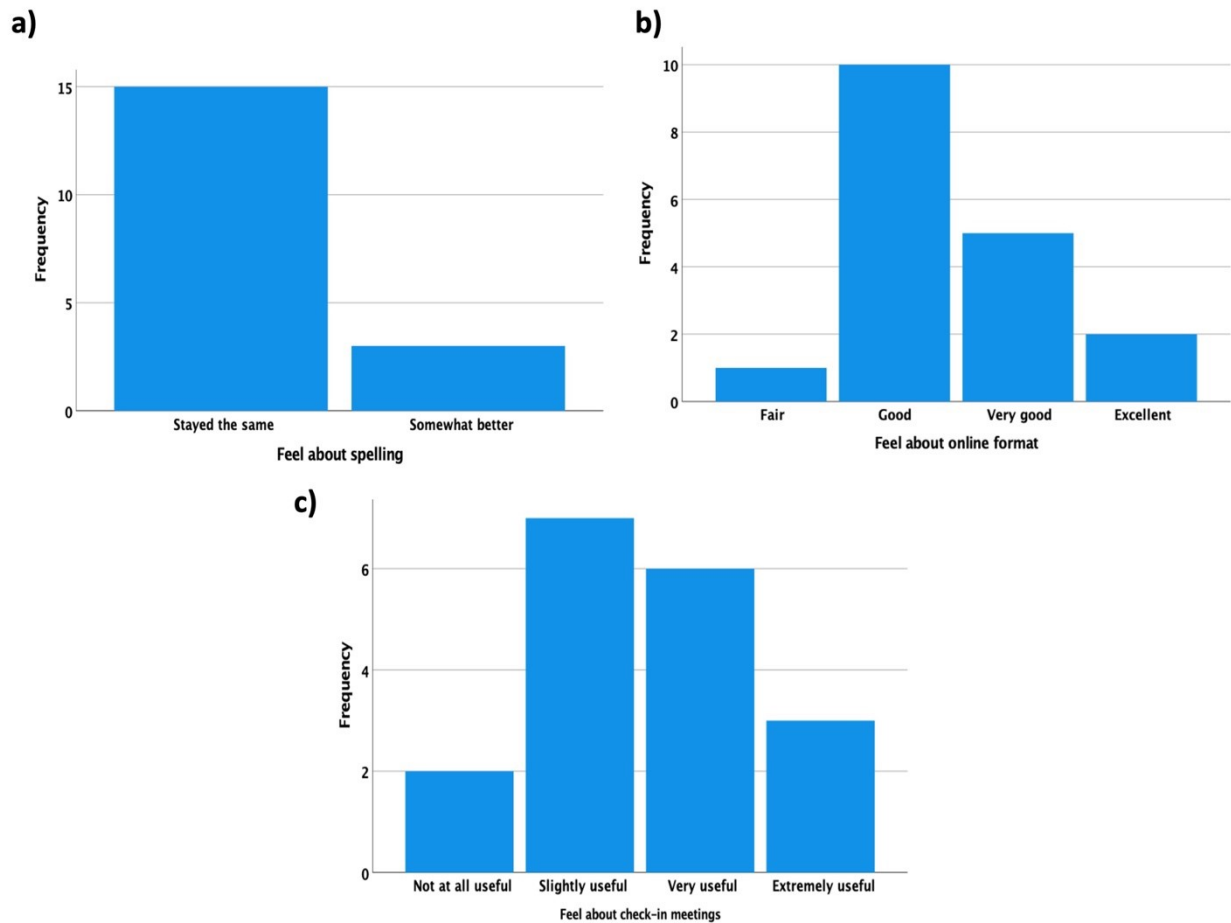 a)
Frequency
15
10
5
0
Stayed the same Somewhat better
Feel about spelling
b)
Frequency
10
8
6
4
2
0
Fair Good Very good Excellent
Feel about online format
c)
Frequency
6
4
2
0
Not at all useful Slightly useful Very useful Extremely useful
Feel about check-in meetings